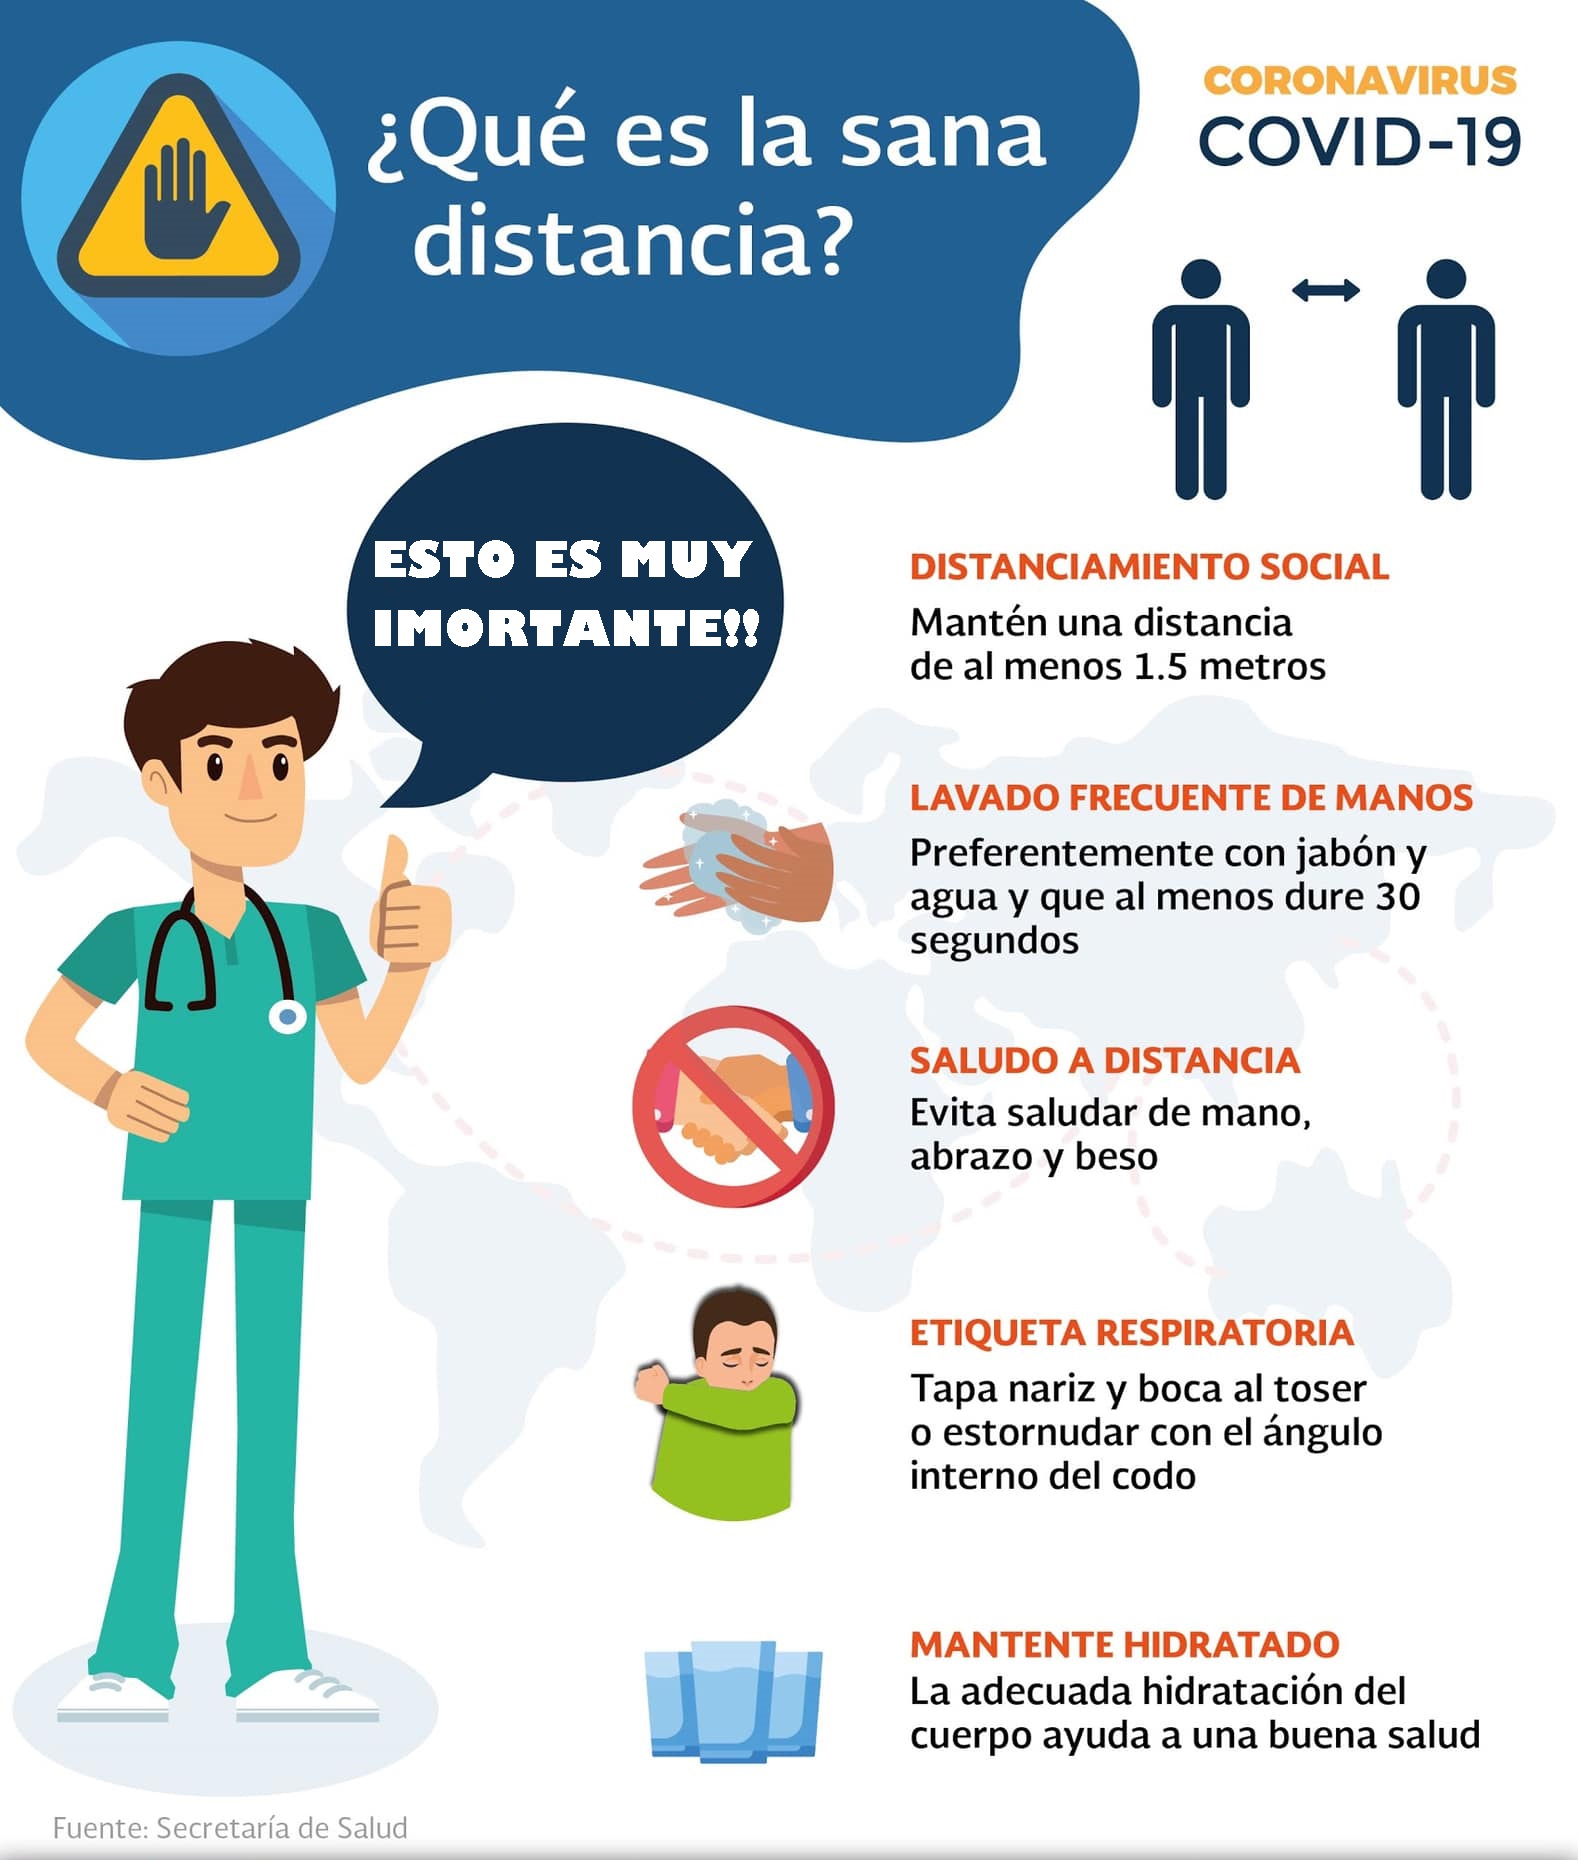 ¿Qué es la sana
distancia?
CORONAVIRUS
COVID-19
ESTO ES MUY
IMORTANTE!!
DISTANCIAMIENTO SOCIAL
Mantén una distancia
de al menos 1.5 metros
LAVADO FRECUENTE DE MANOS
Preferentemente con jabón y
agua y que al menos dure 30
segundos
SALUDO A DISTANCIA
Evita saludar de mano,
abrazo y beso
ETIQUETA RESPIRATORIA
Tapa nariz y boca al toser
o estornudar con el ángulo
interno del codo
MANTENTE HIDRATADO
La adecuada hidratación del
cuerpo ayuda a una buena salud
Fuente: Secretaría de Salud